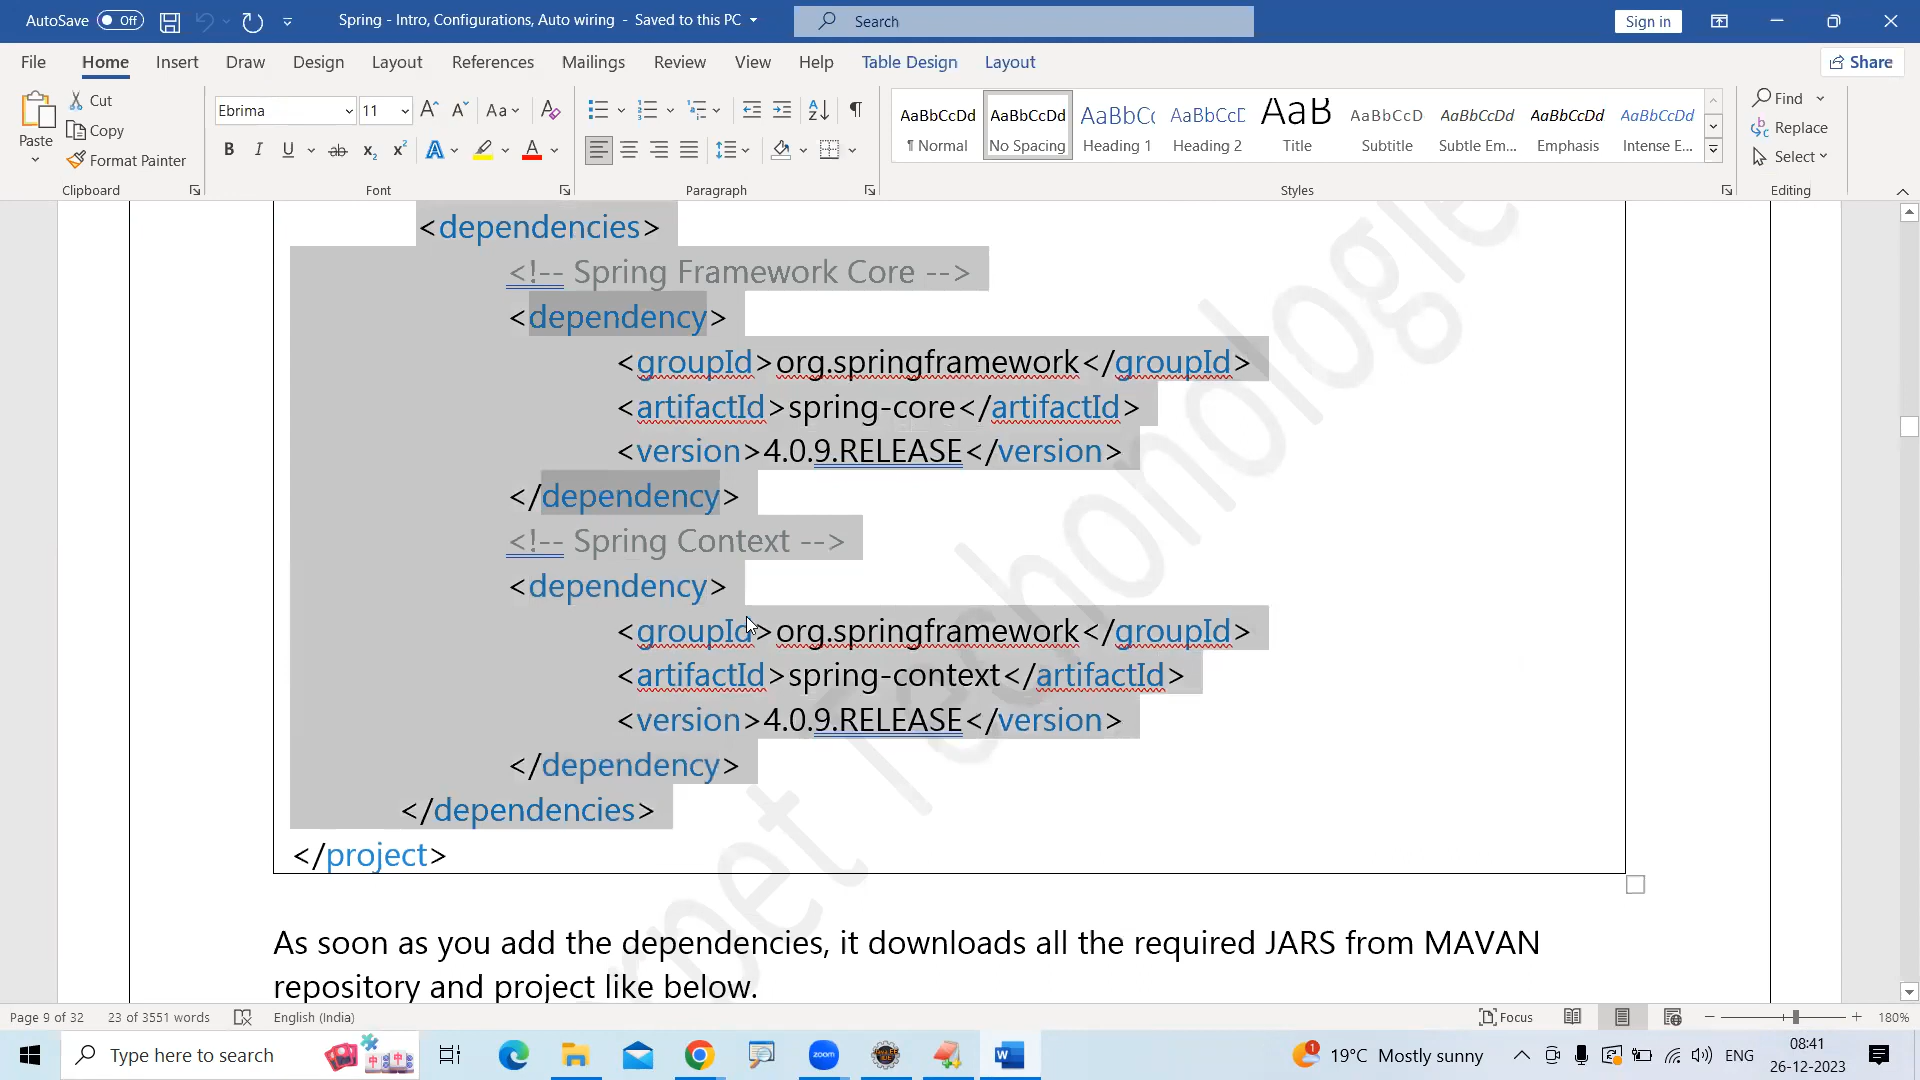 AutoSave Off Spring - Intro, Configurations, Auto wiring - Saved to this PC Search Sign in
File Home Insert Draw Design Layout References Mailings Review View Help Table Design Layout Share
Paste Cut Copy Format Painter Clipboard
Ebrima 11 Aa B I U ab x₂ x² A A Font
Paragraph
AaBbCcDd AaBbCcDd AaBbCc AaBbCcC AaB AaBbCcD AaBbCcDd AaBbCcDd AaBbCcDd
¶ Normal No Spacing Heading 1 Heading 2 Title Subtitle Subtle Em... Emphasis Intense E...
Styles
Find Replace Select Editing
<dependencies>
<!-- Spring Framework Core -->
<dependency>
<groupId>org.springframework</groupId>
<artifactId>spring-core</artifactId>
<version>4.0.9.RELEASE</version>
</dependency>
<!-- Spring Context -->
<dependency>
<groupId>org.springframework</groupId>
<artifactId>spring-context</artifactId>
<version>4.0.9.RELEASE</version>
</dependency>
</dependencies>
</project>
As soon as you add the dependencies, it downloads all the required JARS from MAVAN
repository and project like below.
Page 9 of 32 23 of 3551 words English (India) Focus 180%
Type here to search zoom 1 19°C Mostly sunny ENG 08:41
26-12-2023